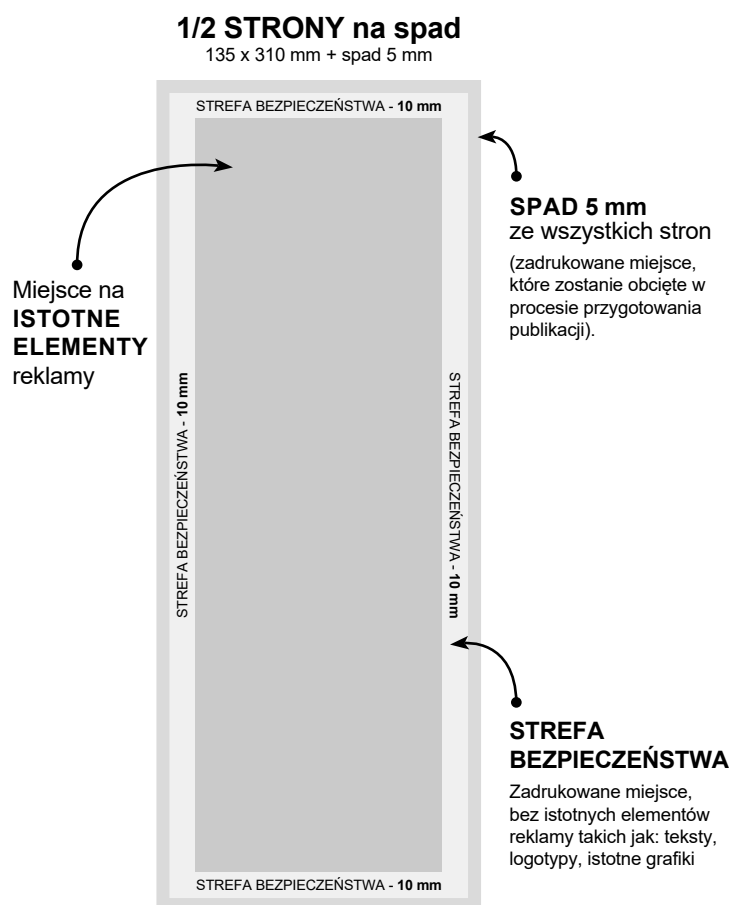 1/2 STRONY na spad
135 x 310 mm + spad 5 mm
STREFA BEZPIECZEŃSTWA - 10 mm
SPAD 5 mm
ze wszystkich stron
(zadrukowane miejsce,
które zostanie obcięte w
procesie przygotowania
publikacji).
Miejsce na
ISTOTNE
ELEMENTY
reklamy
STREFA BEZPIECZEŃSTWA - 10 mm
STREFA BEZPIECZEŃSTWA - 10 mm
STREFA
BEZPIECZEŃSTWA
Zadrukowane miejsce,
bez istotnych elementów
reklamy takich jak: teksty,
logotypy, istotne grafiki
STREFA BEZPIECZEŃSTWA - 10 mm